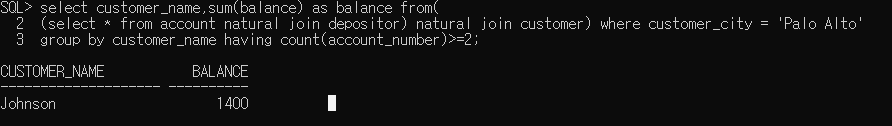 SQL> select customer_name,sum(balance) as balance from(
  2  (select * from account natural join depositor) natural join customer) where customer_city = 'Palo Alto'
  3  group by customer_name having count(account_number)>=2;

CUSTOMER_NAME           BALANCE
-------------------- ----------
Johnson                    1400